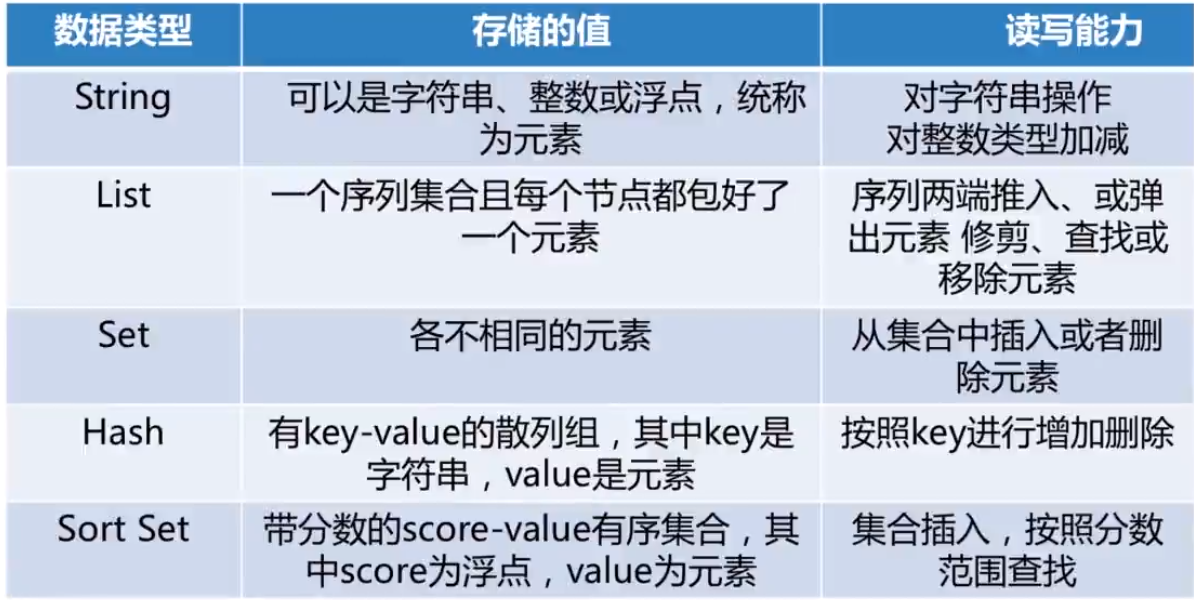 数据类型 存储的值 读写能力
String 可以是字符串、整数或浮点，统称 对字符串操作
为元素 对整数类型加减
List 一个序列集合且每个节点都包好了 序列两端推入、或弹
一个元素 出元素 修剪、查找或
移除元素
Set 各不相同的元素 从集合中插入或者删
除元素
Hash 有key-value的散列组，其中key是 按照key进行增加删除
字符串，value是元素
Sort Set 带分数的score-value有序集合，其 集合插入，按照分数
中score为浮点，value为元素 范围查找